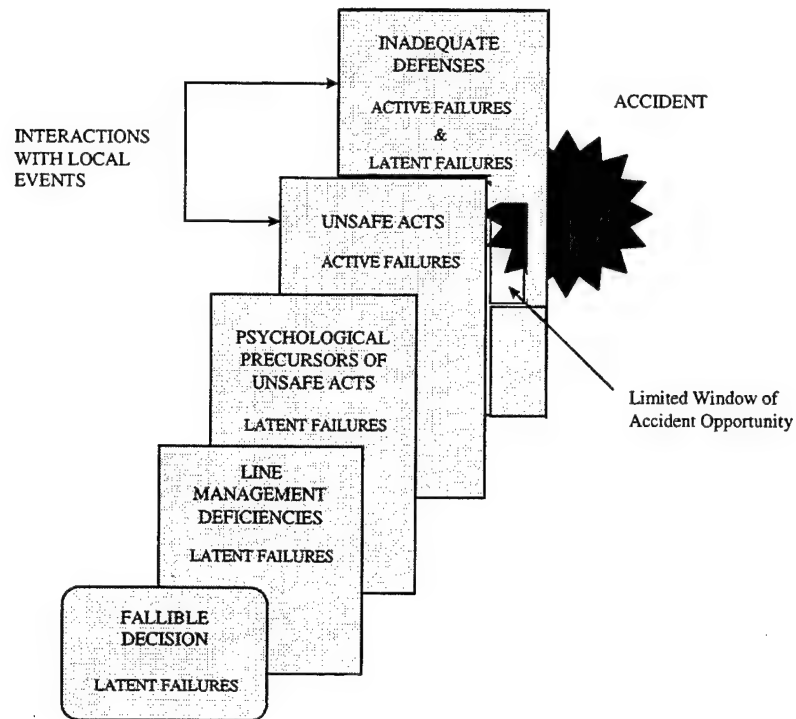 INADEQUATE
DEFENSES
ACTIVE FAILURES
&
LATENT FAILURES
ACCIDENT
INTERACTIONS
WITH LOCAL
EVENTS
UNSAFE ACTS
ACTIVE FAILURES
PSYCHOLOGICAL
PRECURSORS OF
UNSAFE ACTS
LATENT FAILURES
Limited Window of
Accident Opportunity
LINE
MANAGEMENT
DEFICIENCIES
LATENT FAILURES
FALLIBLE
DECISION
LATENT FAILURES